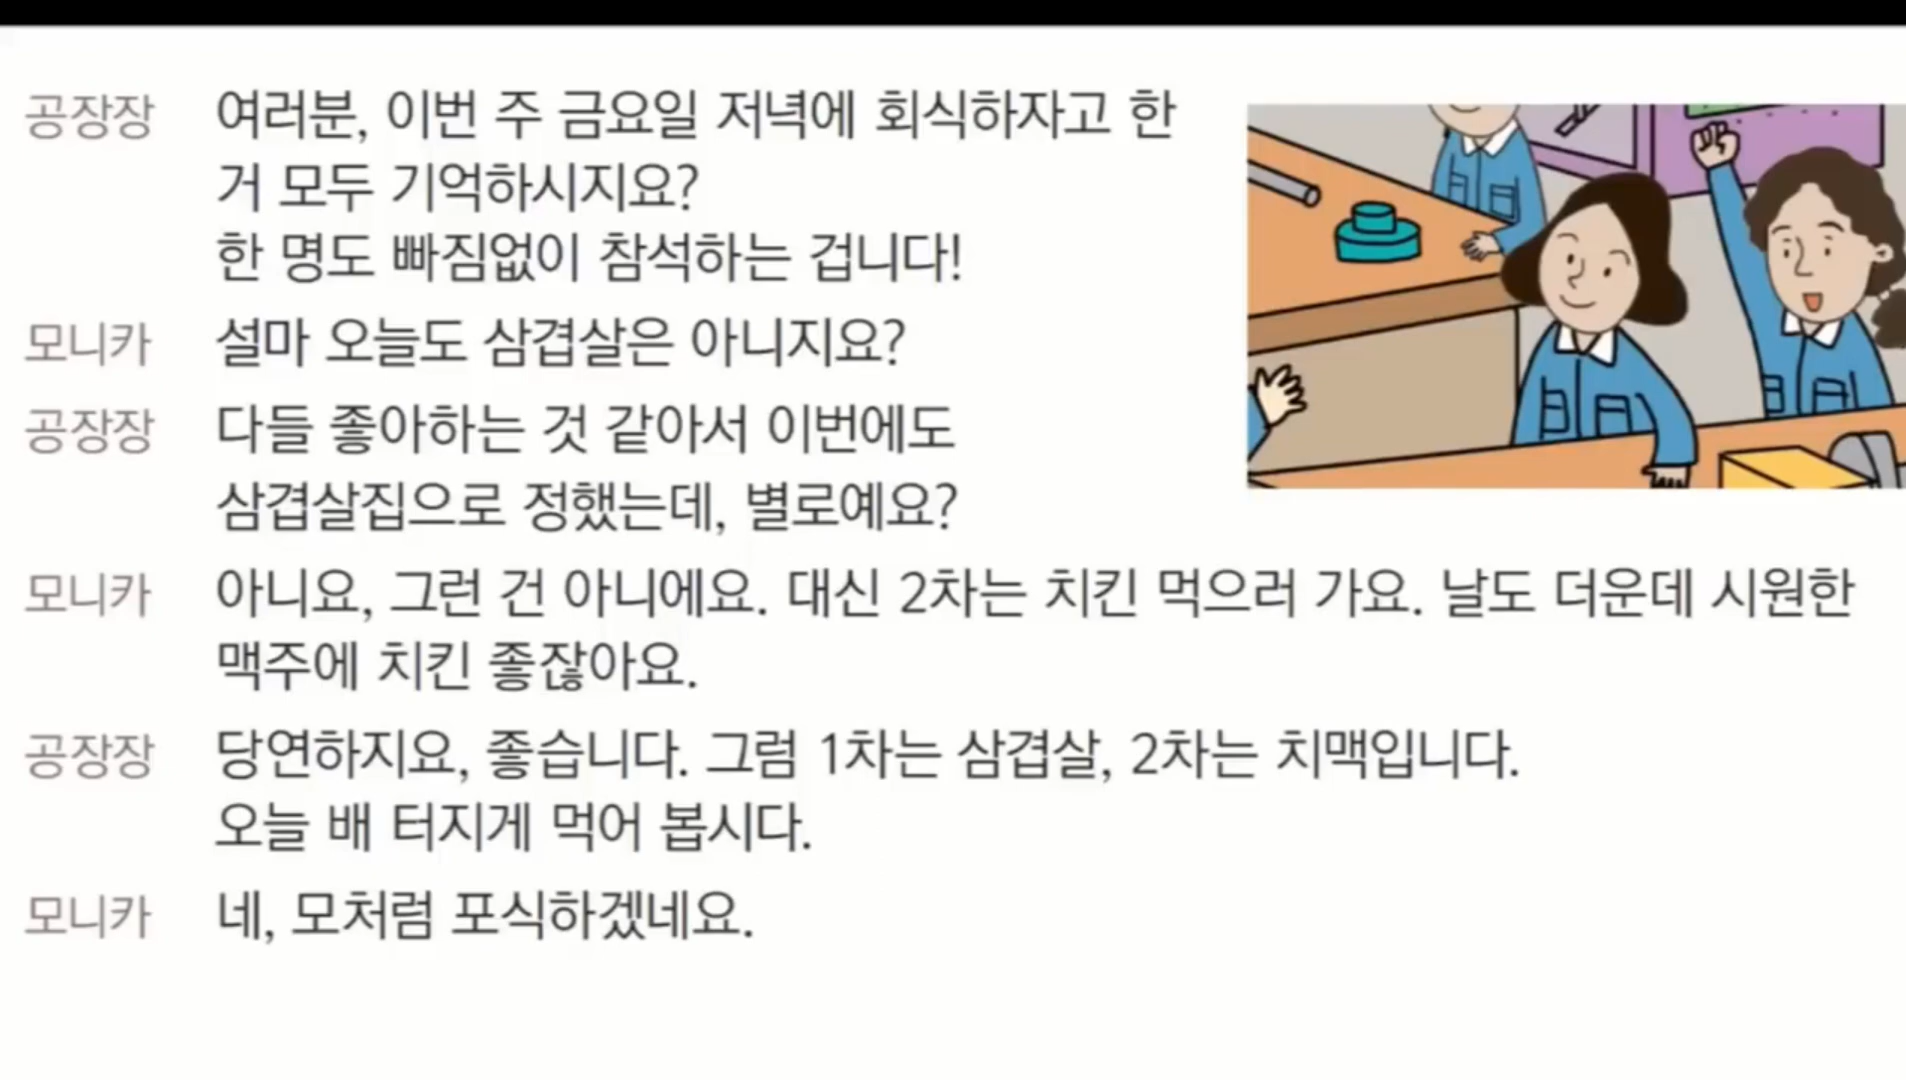 공장장 여러분, 이번 주 금요일 저녁에 회식하자고 한
거 모두 기억하시지요?
한 명도 빠짐없이 참석하는 겁니다!
모니카 설마 오늘도 삼겹살은 아니지요?
공장장 다들 좋아하는 것 같아서 이번에도
삼겹살집으로 정했는데, 별로예요?
모니카 아니요, 그런 건 아니에요. 대신 2차는 치킨 먹으러 가요. 날도 더운데 시원한
맥주에 치킨 좋잖아요.
공장장 당연하지요, 좋습니다. 그럼 1차는 삼겹살, 2차는 치맥입니다.
오늘 배 터지게 먹어 봅시다.
모니카 네, 모처럼 포식하겠네요.